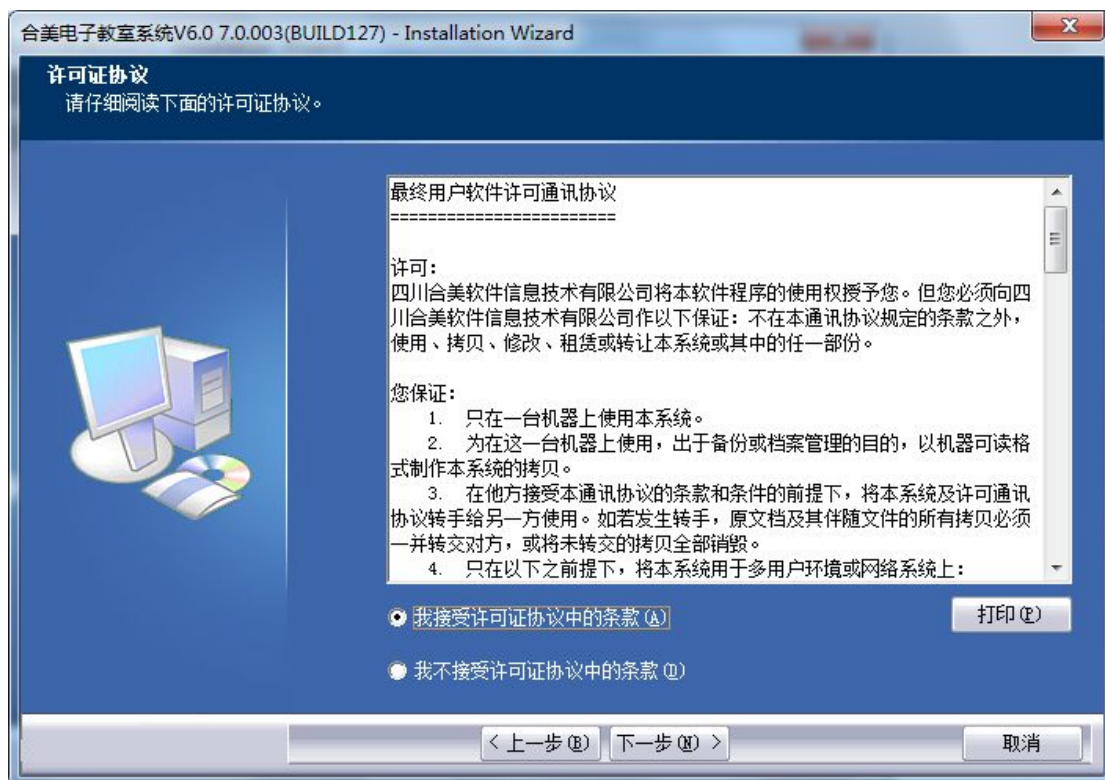 合美电子教室系统V6.0 7.0.003(BUILD127) - Installation Wizard
许可证协议
请仔细阅读下面的许可证协议。
最终用户软件许可通讯协议
========================
许可：
四川合美软件信息技术有限公司将本软件程序的使用权授予您。但您必须向四
川合美软件信息技术有限公司作以下保证：不在本通讯协议规定的条款之外，
使用、拷贝、修改、租赁或转让本系统或其中的任一部份。
您保证：
1. 只在一台机器上使用本系统。
2. 为在这一台机器上使用，出于备份或档案管理的目的，以机器可读格
式制作本系统的拷贝。
3. 在他方接受本通讯协议的条款和条件的前提下，将本系统及许可通讯
协议转手给另一方使用。如若发生转手，原文档及其伴随文件的所有拷贝必须
一并转交对方，或将未转交的拷贝全部销毁。
4. 只在以下之前提下，将本系统用于多用户环境或网络系统上：
我接受许可证协议中的条款(A)
打印(P)
我不接受许可证协议中的条款(D)
< 上一步(B)
下一步(N) >
取消